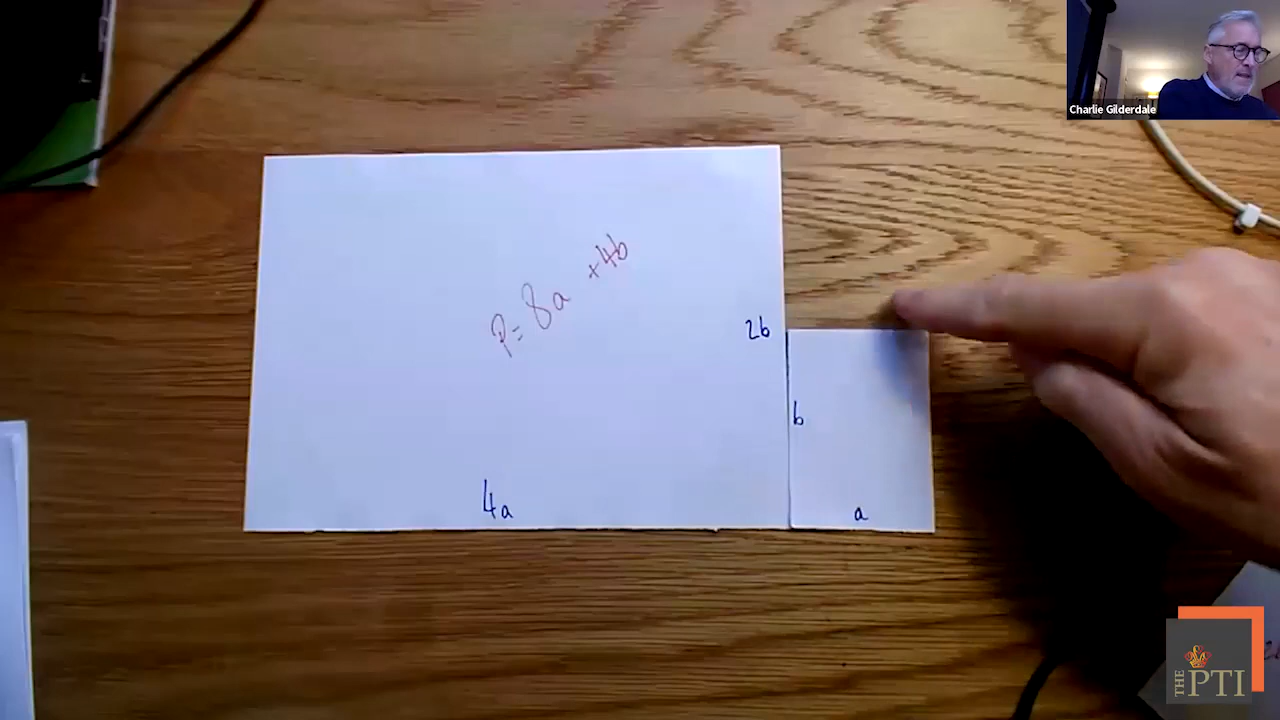 Charlie Gilderdale
P = 8a + 4b
2b
b
4a
a
THE PTI